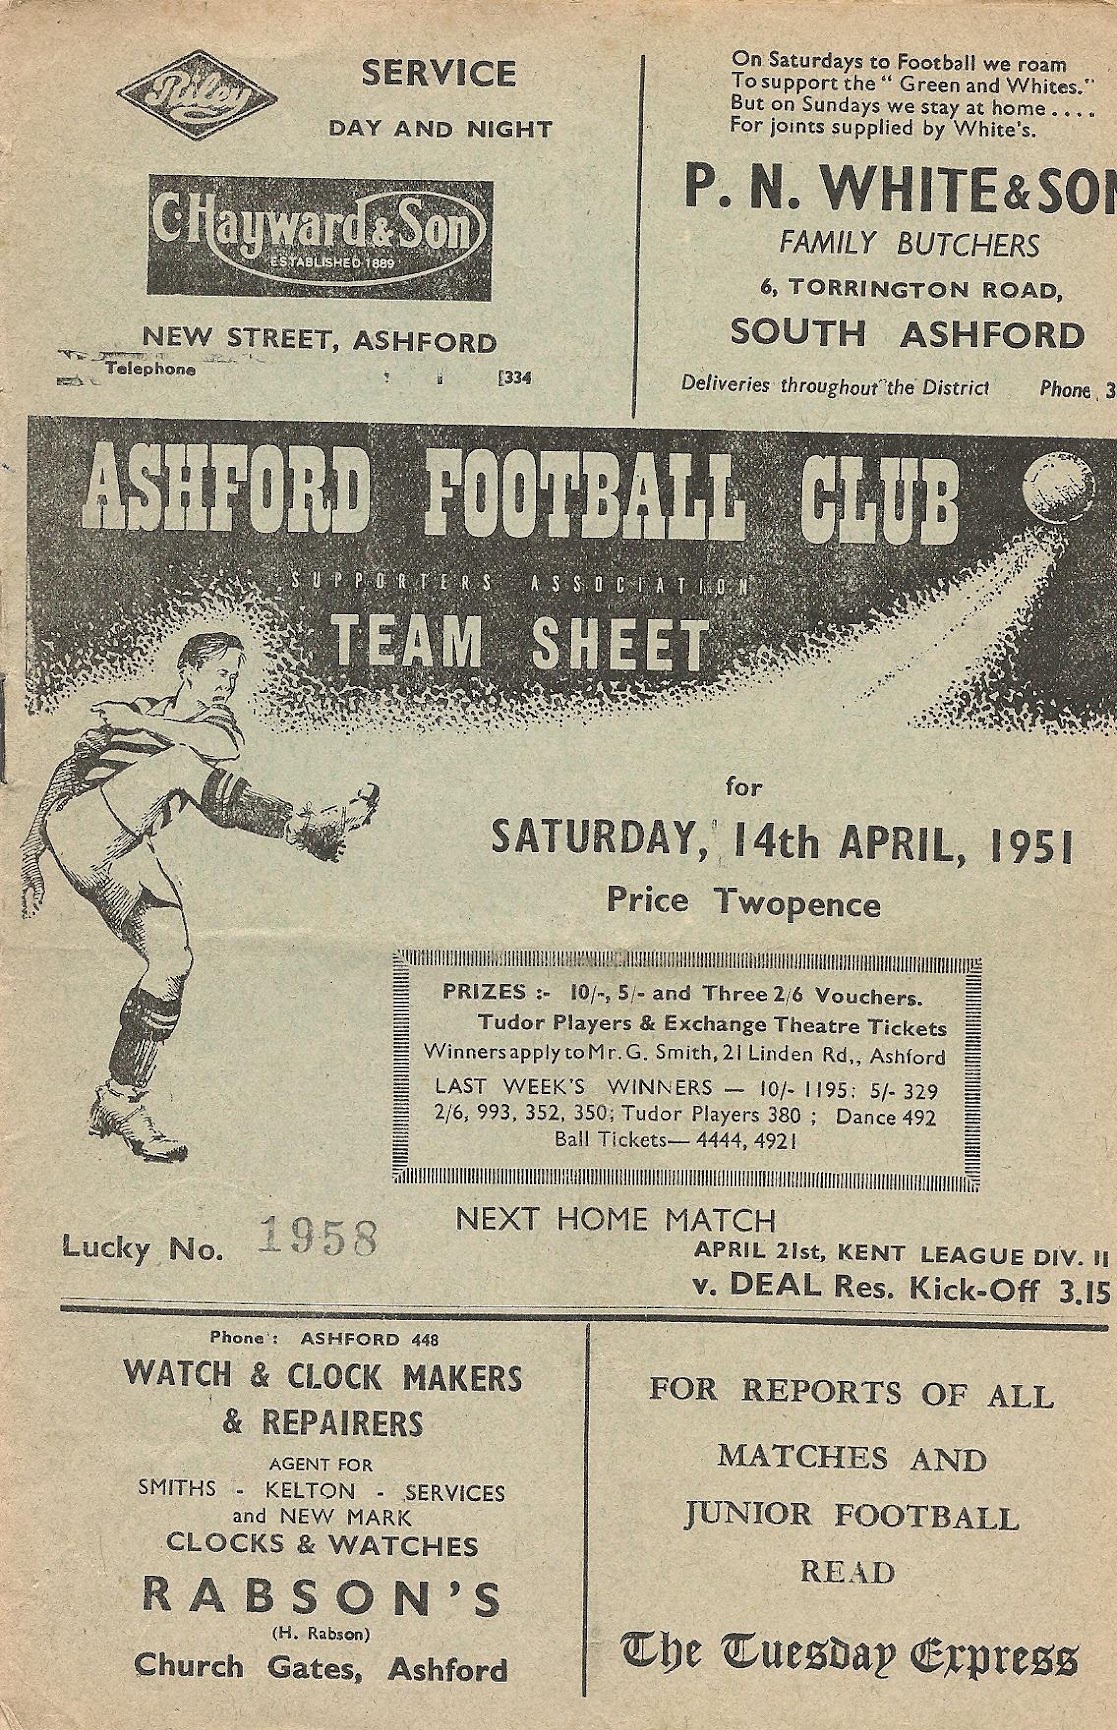 Riley
SERVICE
DAY AND NIGHT
C. Hayward & Son
ESTABLISHED 1889
NEW STREET, ASHFORD
Telephone 334
On Saturdays to Football we roam
To support the " Green and Whites."
But on Sundays we stay at home ....
For joints supplied by White's.
P. N. WHITE & SON
FAMILY BUTCHERS
6, TORRINGTON ROAD,
SOUTH ASHFORD
Deliveries throughout the District Phone 3
ASHFORD FOOTBALL CLUB
SUPPORTERS ASSOCIATION
TEAM SHEET
for
SATURDAY, 14th APRIL, 1951
Price Twopence
PRIZES :- 10/-, 5/- and Three 2/6 Vouchers.
Tudor Players & Exchange Theatre Tickets
Winners apply to Mr. G. Smith, 21 Linden Rd,, Ashford
LAST WEEK'S WINNERS — 10/- 1195: 5/- 329
2/6, 993, 352, 350; Tudor Players 380 ; Dance 492
Ball Tickets— 4444, 4921
Lucky No. 1958
NEXT HOME MATCH
APRIL 21st, KENT LEAGUE DIV. II
v. DEAL Res. Kick-Off 3.15
Phone : ASHFORD 448
WATCH & CLOCK MAKERS
& REPAIRERS
AGENT FOR
SMITHS - KELTON - SERVICES
and NEW MARK
CLOCKS & WATCHES
RABSON'S
(H. Rabson)
Church Gates, Ashford
FOR REPORTS OF ALL
MATCHES AND
JUNIOR FOOTBALL
READ
The Tuesday Express